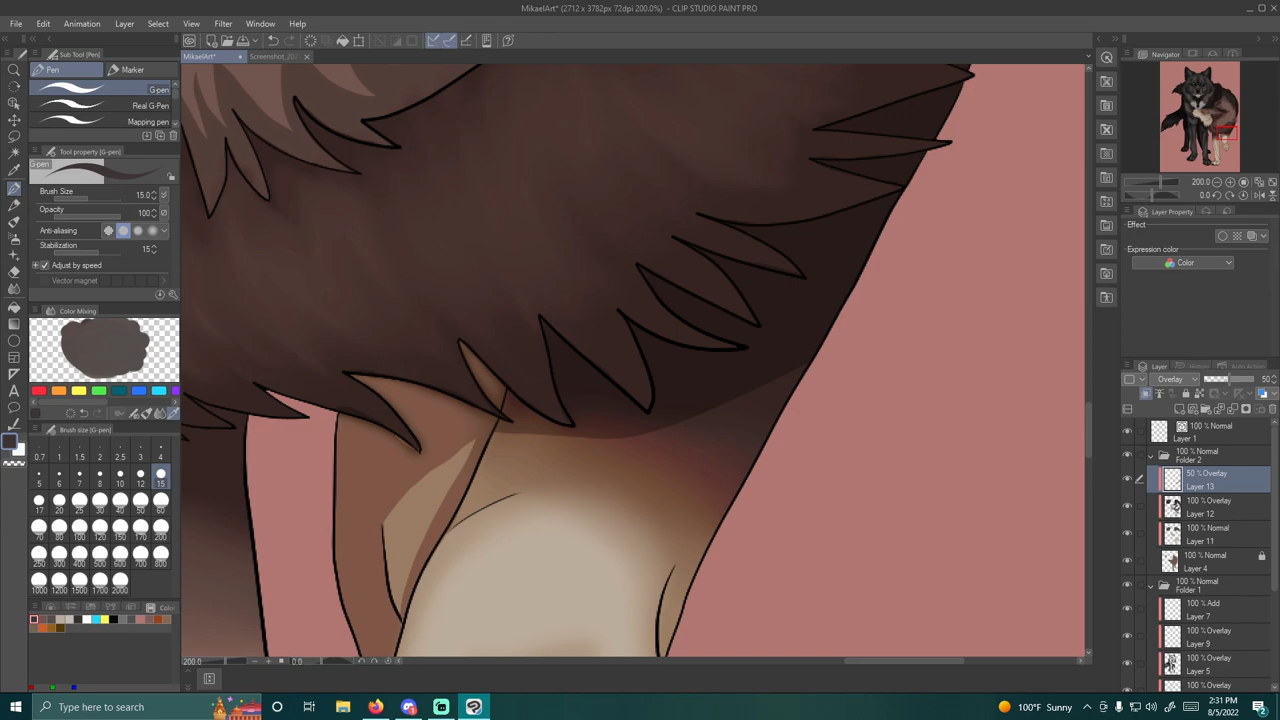 MikaelArt* (2712 x 3782px 72dpi 200.0%) - CLIP STUDIO PAINT PRO
File Edit Animation Layer Select View Filter Window Help
Sub Tool [Pen]
MikaelArt*
Screenshot_20
Navigator
Pen
Marker
G-pen
Real G-Pen
Mapping pen
Tool property [G-pen]
G-pen
Brush Size 15.0
Opacity 100
Anti-aliasing
Stabilization 15
Adjust by speed
Vector magnet
Color Mixing
Brush size [G-pen]
0.7 1 1.5 2 3 4
5 6 7 8 10 12 15
17 20 25 30 40 50 60
70 80 100 120 150 170 200
250 300 400 500 600 700 800
1000 1200 1500 1700 2000
Color
200.0
0.0
200.0
0.0
Layer Property
Effect
Expression color
Color
Layer
Overlay 50
100 % Normal
Layer 1
100 % Normal
Folder 2
50 % Overlay
Layer 13
100 % Overlay
Layer 12
100 % Normal
Layer 11
100 % Normal
Layer 4
100 % Normal
Folder 1
100 % Add
Layer 7
100 % Overlay
Layer 9
100 % Overlay
Layer 5
100 % Overlay
Type here to search
100°F Sunny
2:31 PM
8/5/2022
2